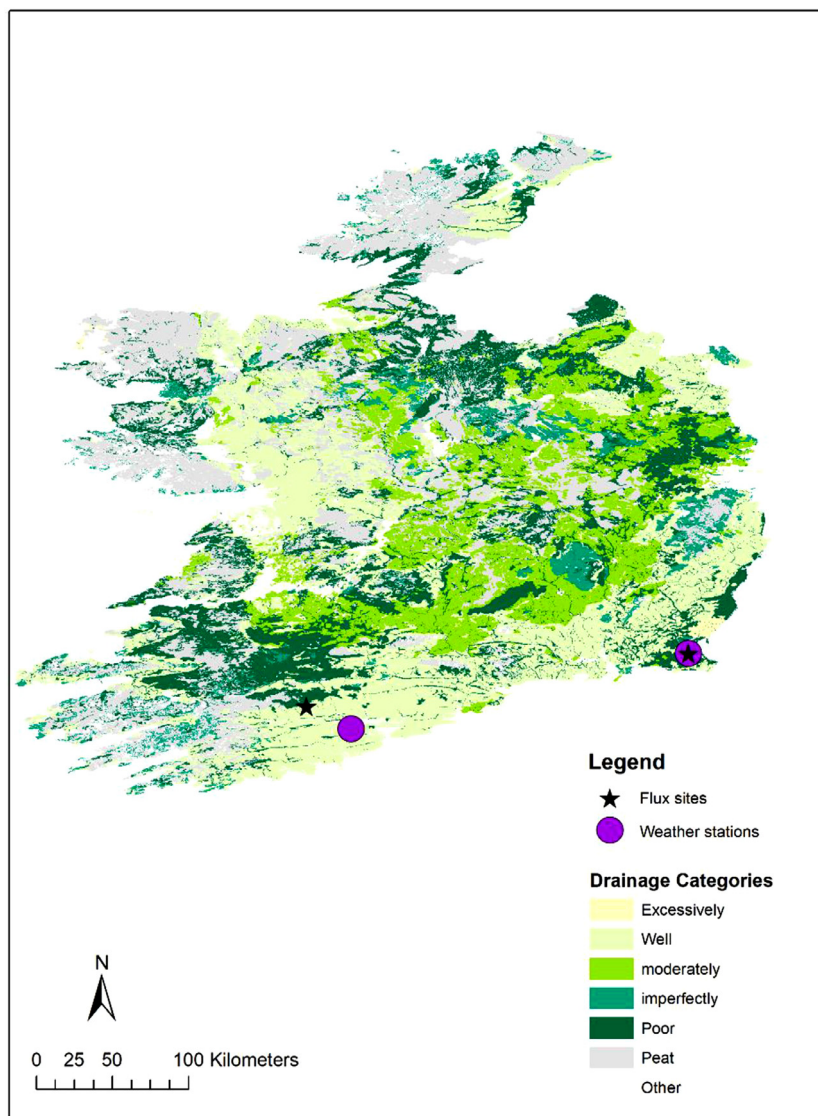 Legend
Flux sites
Weather stations
Drainage Categories
Excessively
Well
moderately
imperfectly
Poor
Peat
Other
N
0 25 50 100 Kilometers